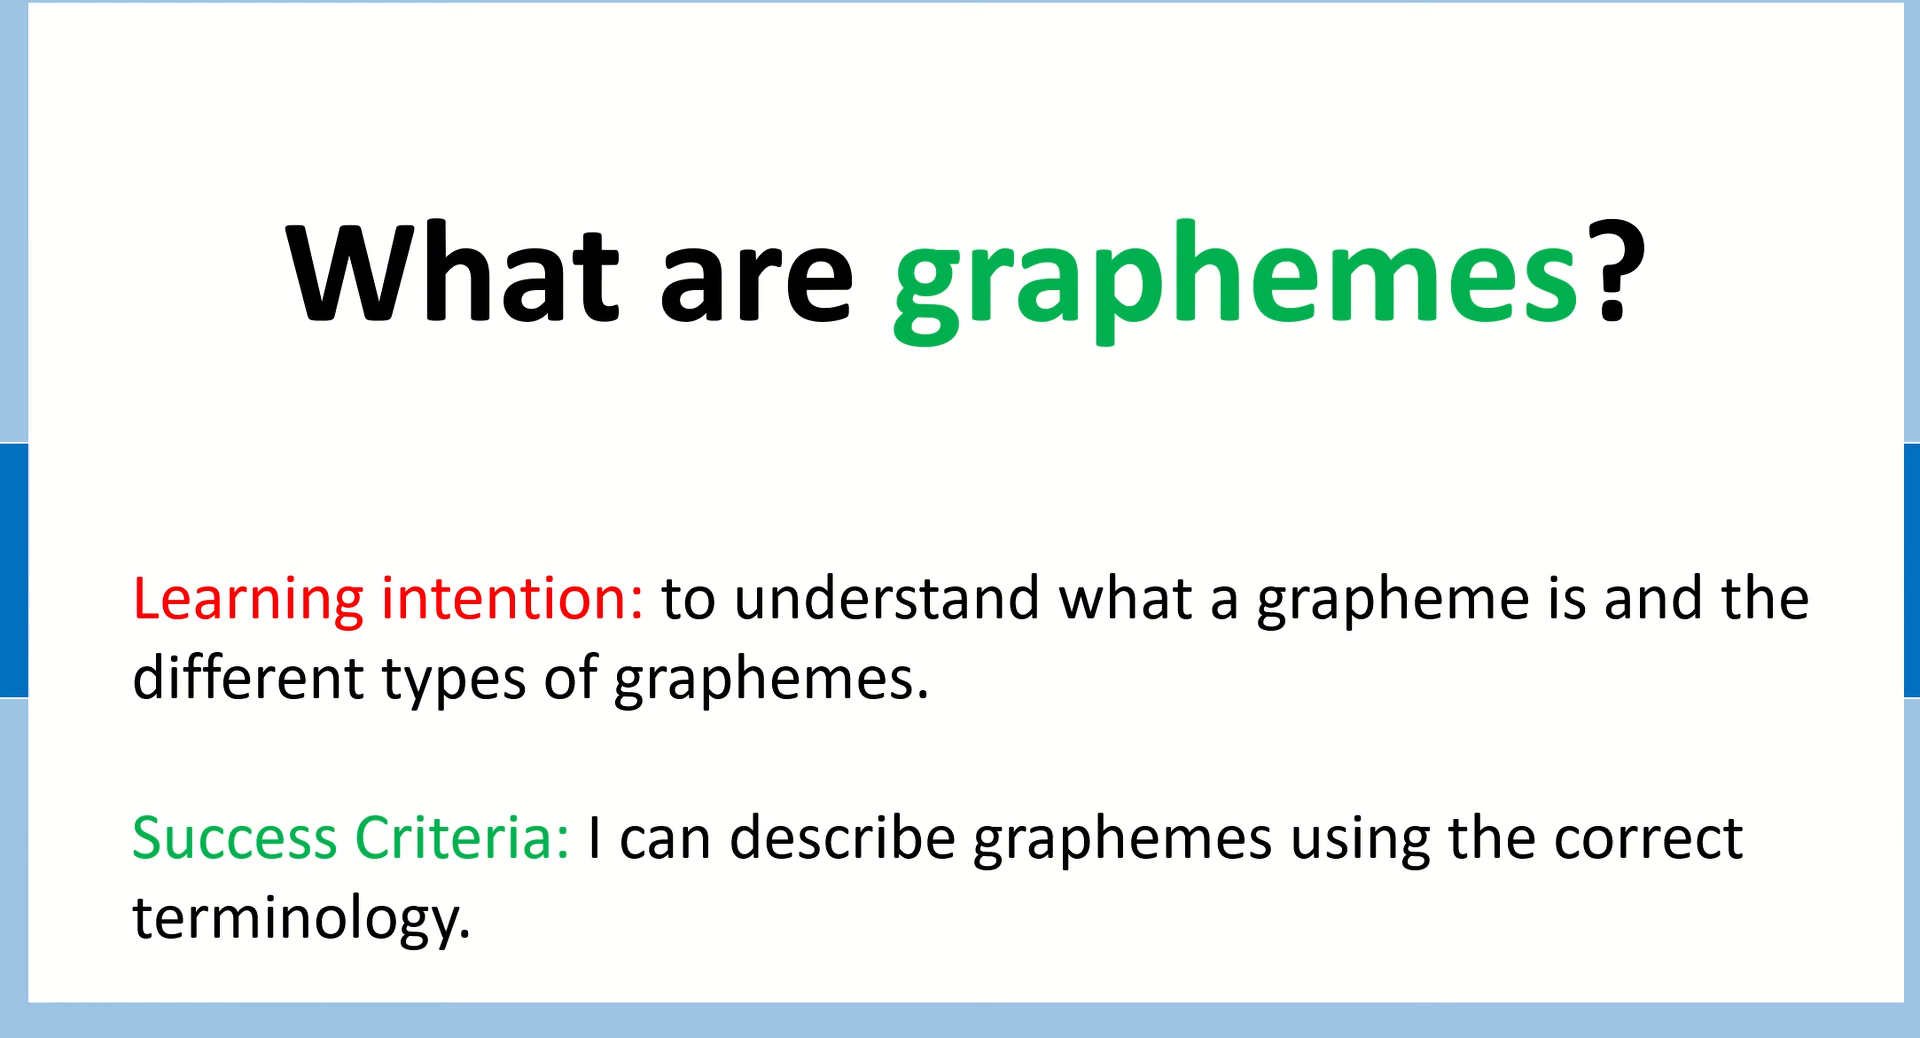 What are graphemes?
Learning intention: to understand what a grapheme is and the
different types of graphemes.
Success Criteria: I can describe graphemes using the correct
terminology.